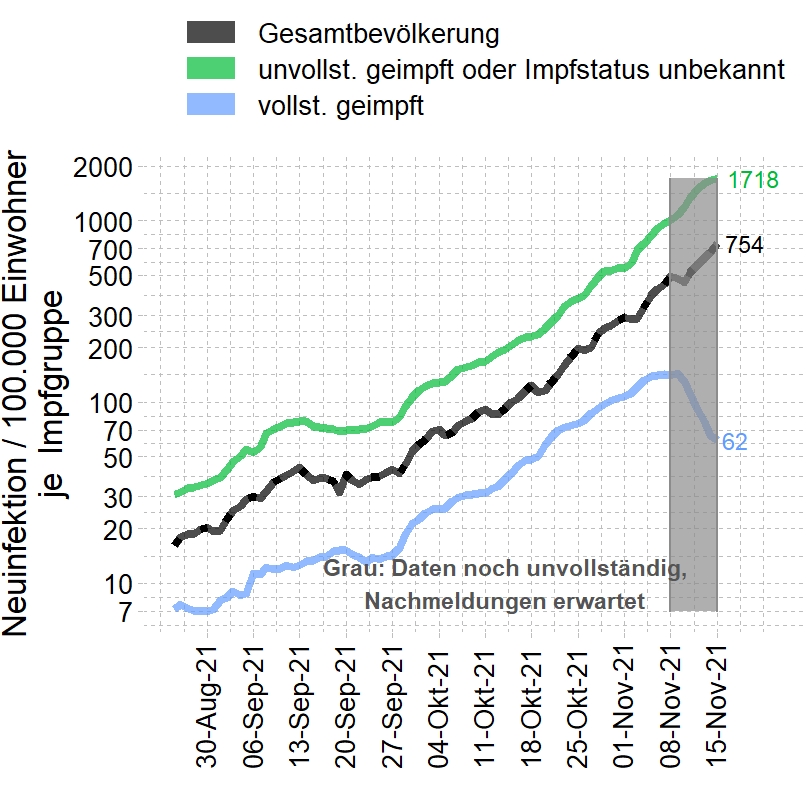 Gesamtbevölkerung
unvollst. geimpft oder Impfstatus unbekannt
vollst. geimpft
Neuinfektion / 100.000 Einwohner
je Impfgruppe
2000
1000
700
500
300
200
100
70
50
30
20
10
7
1718
754
62
Grau: Daten noch unvollständig,
Nachmeldungen erwartet
30-Aug-21
06-Sep-21
13-Sep-21
20-Sep-21
27-Sep-21
04-Okt-21
11-Okt-21
18-Okt-21
25-Okt-21
01-Nov-21
08-Nov-21
15-Nov-21